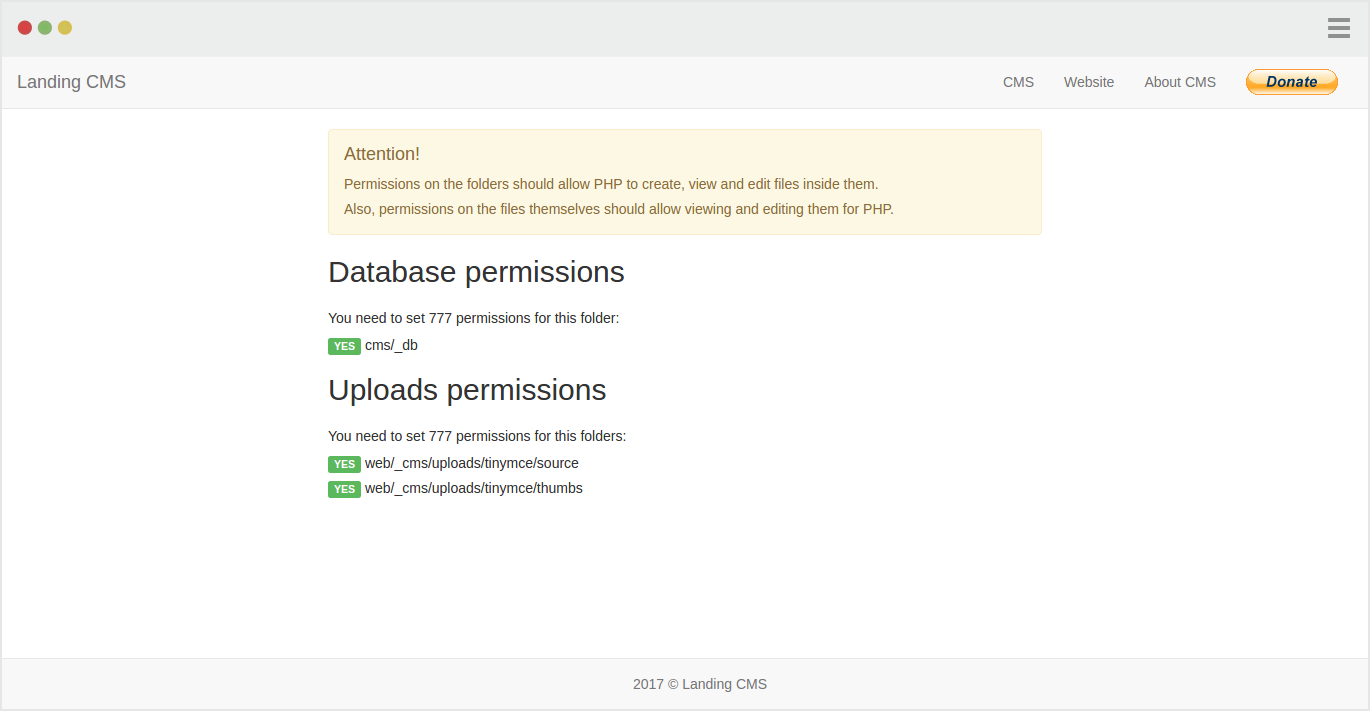 Landing CMS
CMS
Website
About CMS
Donate
Attention!
Permissions on the folders should allow PHP to create, view and edit files inside them.
Also, permissions on the files themselves should allow viewing and editing them for PHP.
Database permissions
You need to set 777 permissions for this folder:
YES cms/_db
Uploads permissions
You need to set 777 permissions for this folders:
YES web/_cms/uploads/tinymce/source
YES web/_cms/uploads/tinymce/thumbs
2017 © Landing CMS